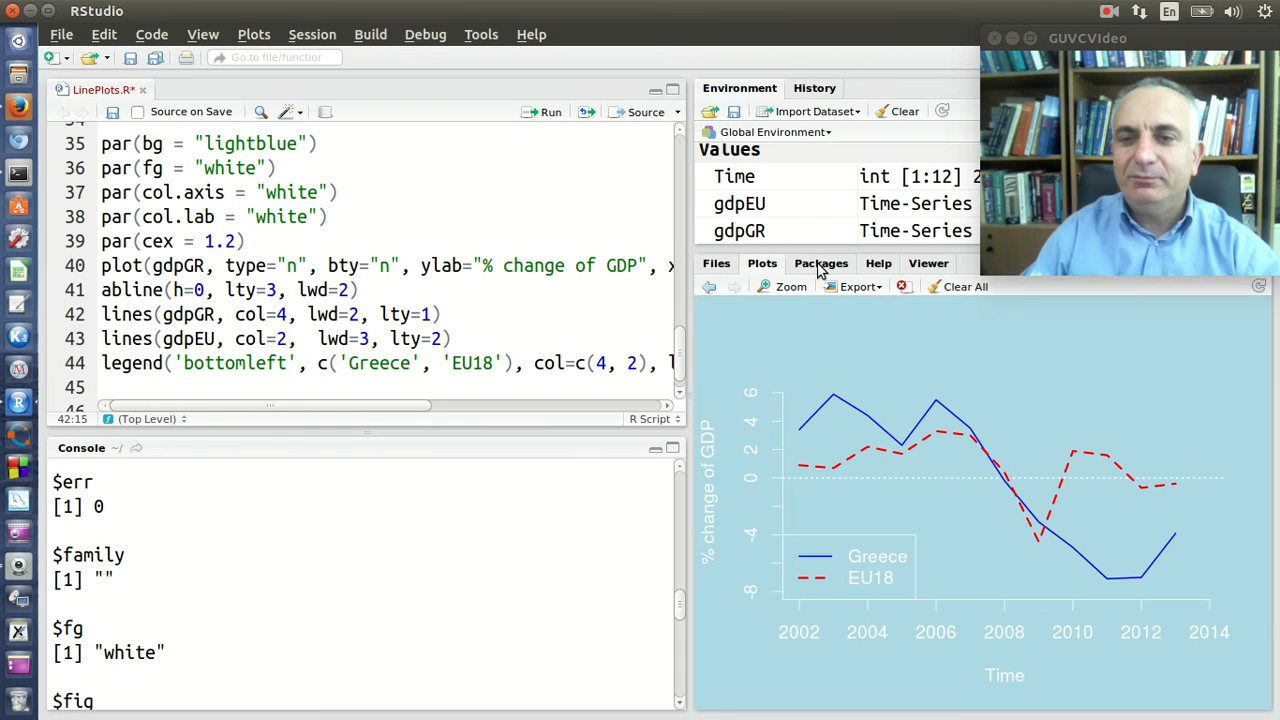 RStudio
En
File Edit Code View Plots Session Build Debug Tools Help
GUVCVIdeo
Go to file/function
LinePlots.R*
Source on Save
Run
Source
35 par(bg = "lightblue")
36 par(fg = "white")
37 par(col.axis = "white")
38 par(col.lab = "white")
39 par(cex = 1.2)
40 plot(gdpGR, type="n", bty="n", ylab="% change of GDP", x
41 abline(h=0, lty=3, lwd=2)
42 lines(gdpGR, col=4, lwd=2, lty=1)
43 lines(gdpEU, col=2,  lwd=3, lty=2)
44 legend('bottomleft', c('Greece', 'EU18'), col=c(4, 2), l
45
42:15
(Top Level)
R Script
Console ~/
$err
[1] 0
$family
[1] ""
$fg
[1] "white"
$fig
Environment History
Import Dataset
Clear
Global Environment
Values
Time int [1:12] 2
gdpEU Time-Series
gdpGR Time-Series
Files Plots Packages Help Viewer
Zoom Export Clear All
% change of GDP
6
4
2
0
-4
-8
Greece
EU18
2002 2004 2006 2008 2010 2012 2014
Time